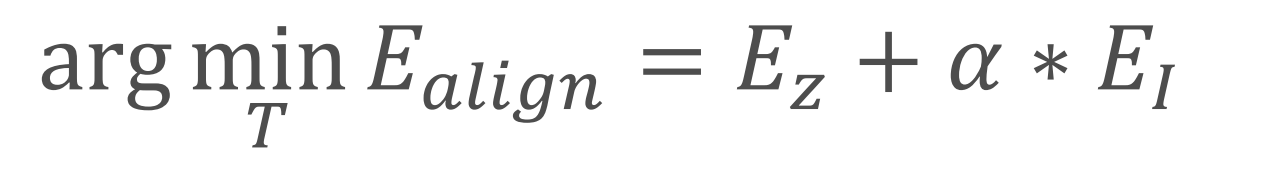 arg min_T E_align = E_z + α * E_I